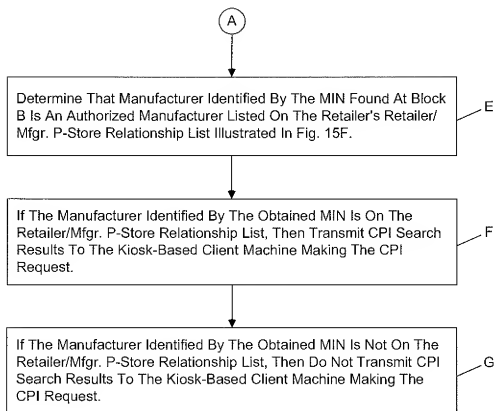 A
Determine That Manufacturer Identified By The MIN Found At Block
B Is An Authorized Manufacturer Listed On The Retailer's Retailer/
Mfgr. P-Store Relationship List Illustrated In Fig. 15F.
E
If The Manufacturer Identified By The Obtained MIN Is On The
Retailer/Mfgr. P-Store Relationship List, Then Transmit CPI Search
Results To The Kiosk-Based Client Machine Making The CPI
Request.
F
If The Manufacturer Identified By The Obtained MIN Is Not On The
Retailer/Mfgr. P-Store Relationship List, Then Do Not Transmit CPI
Search Results To The Kiosk-Based Client Machine Making The
CPI Request.
G